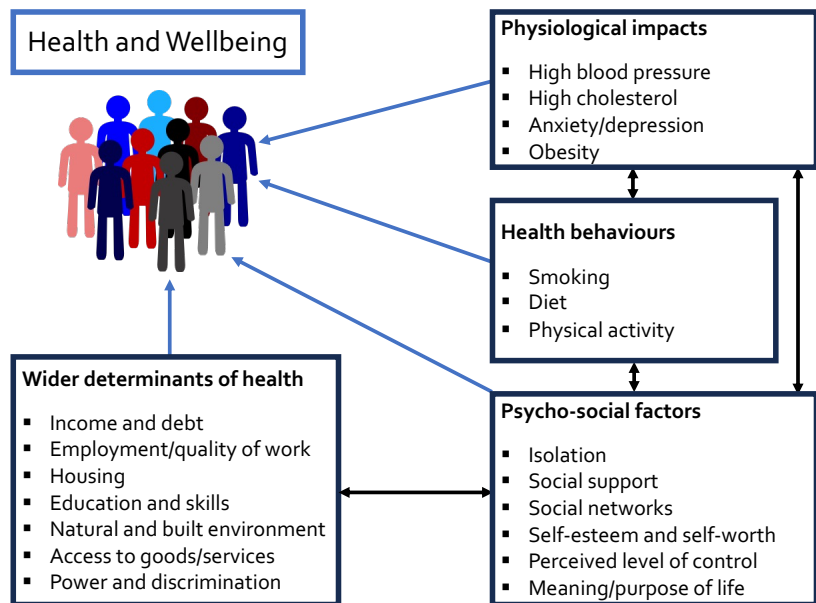 Health and Wellbeing
Physiological impacts
▪ High blood pressure
▪ High cholesterol
▪ Anxiety/depression
▪ Obesity
Health behaviours
▪ Smoking
▪ Diet
▪ Physical activity
Wider determinants of health
▪ Income and debt
▪ Employment/quality of work
▪ Housing
▪ Education and skills
▪ Natural and built environment
▪ Access to goods/services
▪ Power and discrimination
Psycho-social factors
▪ Isolation
▪ Social support
▪ Social networks
▪ Self-esteem and self-worth
▪ Perceived level of control
▪ Meaning/purpose of life